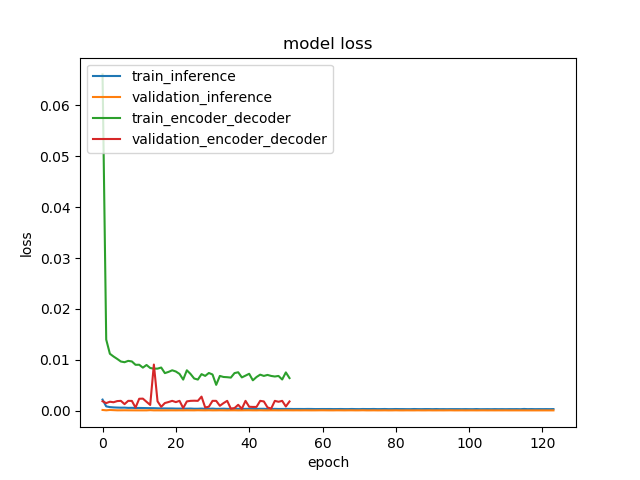 model loss
train_inference
validation_inference
train_encoder_decoder
validation_encoder_decoder
0.06
0.05
0.04
0.03
0.02
0.01
0.00
loss
0 20 40 60 80 100 120
epoch